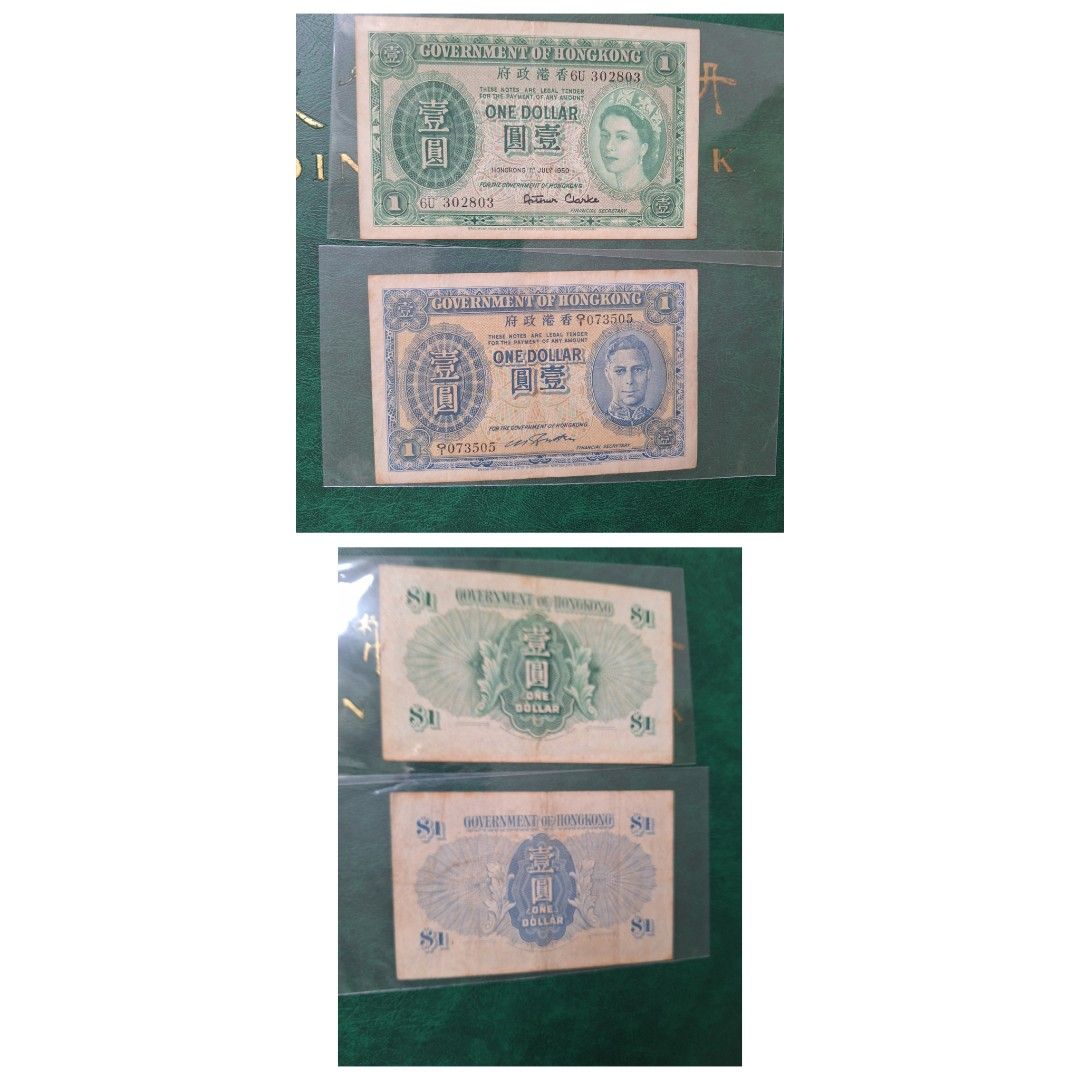 壹 GOVERNMENT OF HONGKONG 1
府政港香 6U 302803
THESE NOTES ARE LEGAL TENDER
FOR THE PAYMENT OF ANY AMOUNT
壹圓
ONE DOLLAR
圓壹
HONGKONG 1ST JULY 1959
FOR THE GOVERNMENT OF HONGKONG
1 6U 302803
Arthur Clarke
FINANCIAL SECRETARY
壹
K
壹 GOVERNMENT OF HONGKONG 1
府政港香 O/1 073505
THESE NOTES ARE LEGAL TENDER
FOR THE PAYMENT OF ANY AMOUNT
壹圓
ONE DOLLAR
圓壹
FOR THE GOVERNMENT OF HONGKONG
1 O/1 073505
FINANCIAL SECRETARY
壹
$1 GOVERNMENT OF HONGKONG $1
壹
圓
ONE
DOLLAR
$1 $1
$1 GOVERNMENT OF HONGKONG $1
壹
圓
ONE
DOLLAR
$1 $1